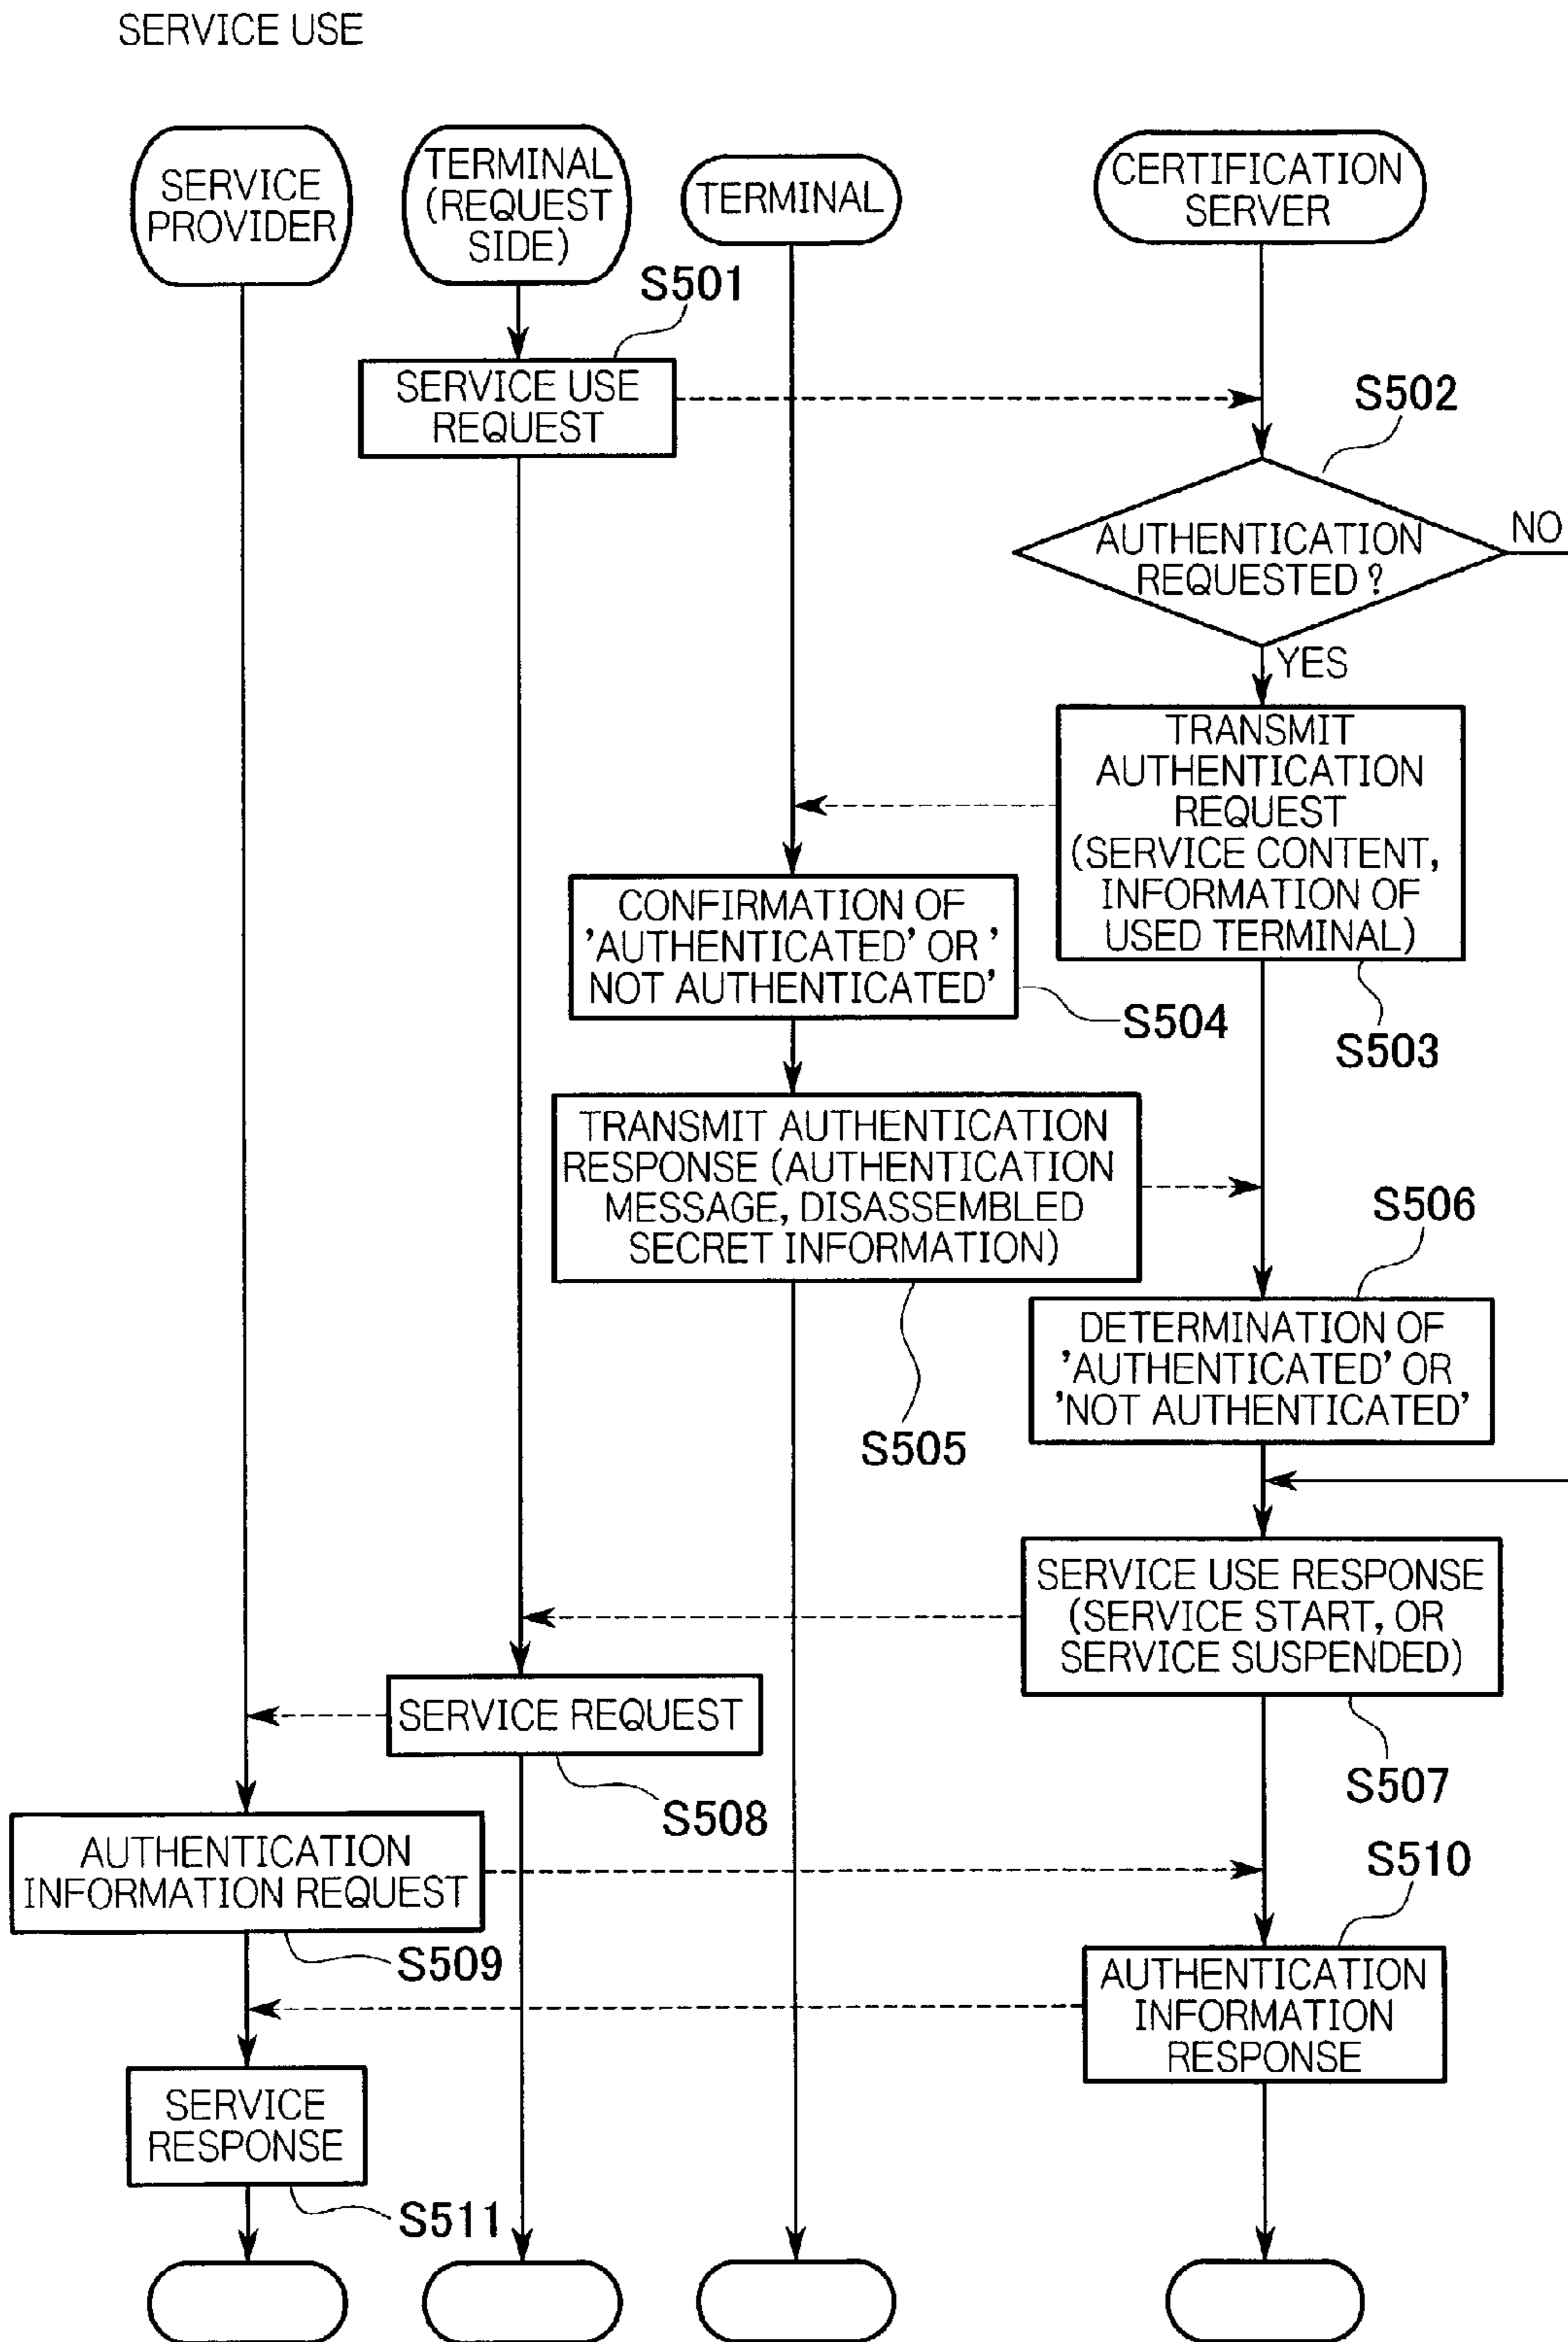 SERVICE USE
SERVICE
PROVIDER
TERMINAL
(REQUEST
SIDE)
TERMINAL
CERTIFICATION
SERVER
S501
SERVICE USE
REQUEST
S502
AUTHENTICATION
REQUESTED?
NO
YES
TRANSMIT
AUTHENTICATION
REQUEST
(SERVICE CONTENT,
INFORMATION OF
USED TERMINAL)
S503
CONFIRMATION OF
'AUTHENTICATED' OR '
NOT AUTHENTICATED'
S504
TRANSMIT AUTHENTICATION
RESPONSE (AUTHENTICATION
MESSAGE, DISASSEMBLED
SECRET INFORMATION)
S505
S506
DETERMINATION OF
'AUTHENTICATED' OR
'NOT AUTHENTICATED'
SERVICE USE RESPONSE
(SERVICE START, OR
SERVICE SUSPENDED)
S507
SERVICE REQUEST
S508
AUTHENTICATION
INFORMATION REQUEST
S509
S510
AUTHENTICATION
INFORMATION
RESPONSE
SERVICE
RESPONSE
S511